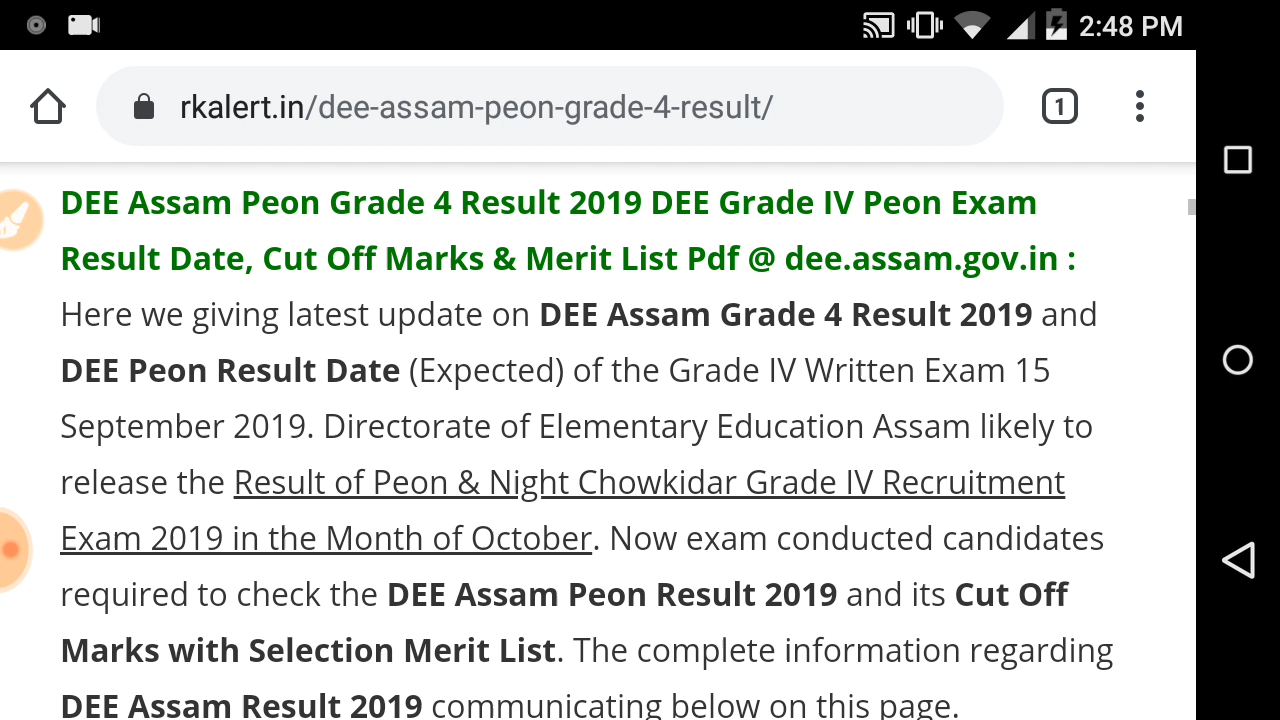 2:48 PM
rkalert.in/dee-assam-peon-grade-4-result/
1
DEE Assam Peon Grade 4 Result 2019 DEE Grade IV Peon Exam
Result Date, Cut Off Marks & Merit List Pdf @ dee.assam.gov.in :
Here we giving latest update on DEE Assam Grade 4 Result 2019 and
DEE Peon Result Date (Expected) of the Grade IV Written Exam 15
September 2019. Directorate of Elementary Education Assam likely to
release the Result of Peon & Night Chowkidar Grade IV Recruitment
Exam 2019 in the Month of October. Now exam conducted candidates
required to check the DEE Assam Peon Result 2019 and its Cut Off
Marks with Selection Merit List. The complete information regarding
DEE Assam Result 2019 communicating below on this page.